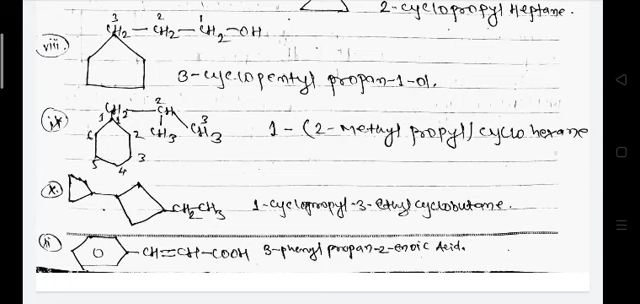 2-cyclopropyl Heptane.
3 2 1
CH2-CH2-CH2-OH
viii.
3-cyclopentyl propan-1-ol.
1 CH2 2 CH 3 CH3
ix CH3
1-(2-Methyl propyl) cyclo hexane
6 1 2 5 4 3
x. CH2CH3 1-cyclopropyl-3-ethyl cyclobutane.
xi CH=CH-COOH 3-phenyl propan-2-enoic Acid.